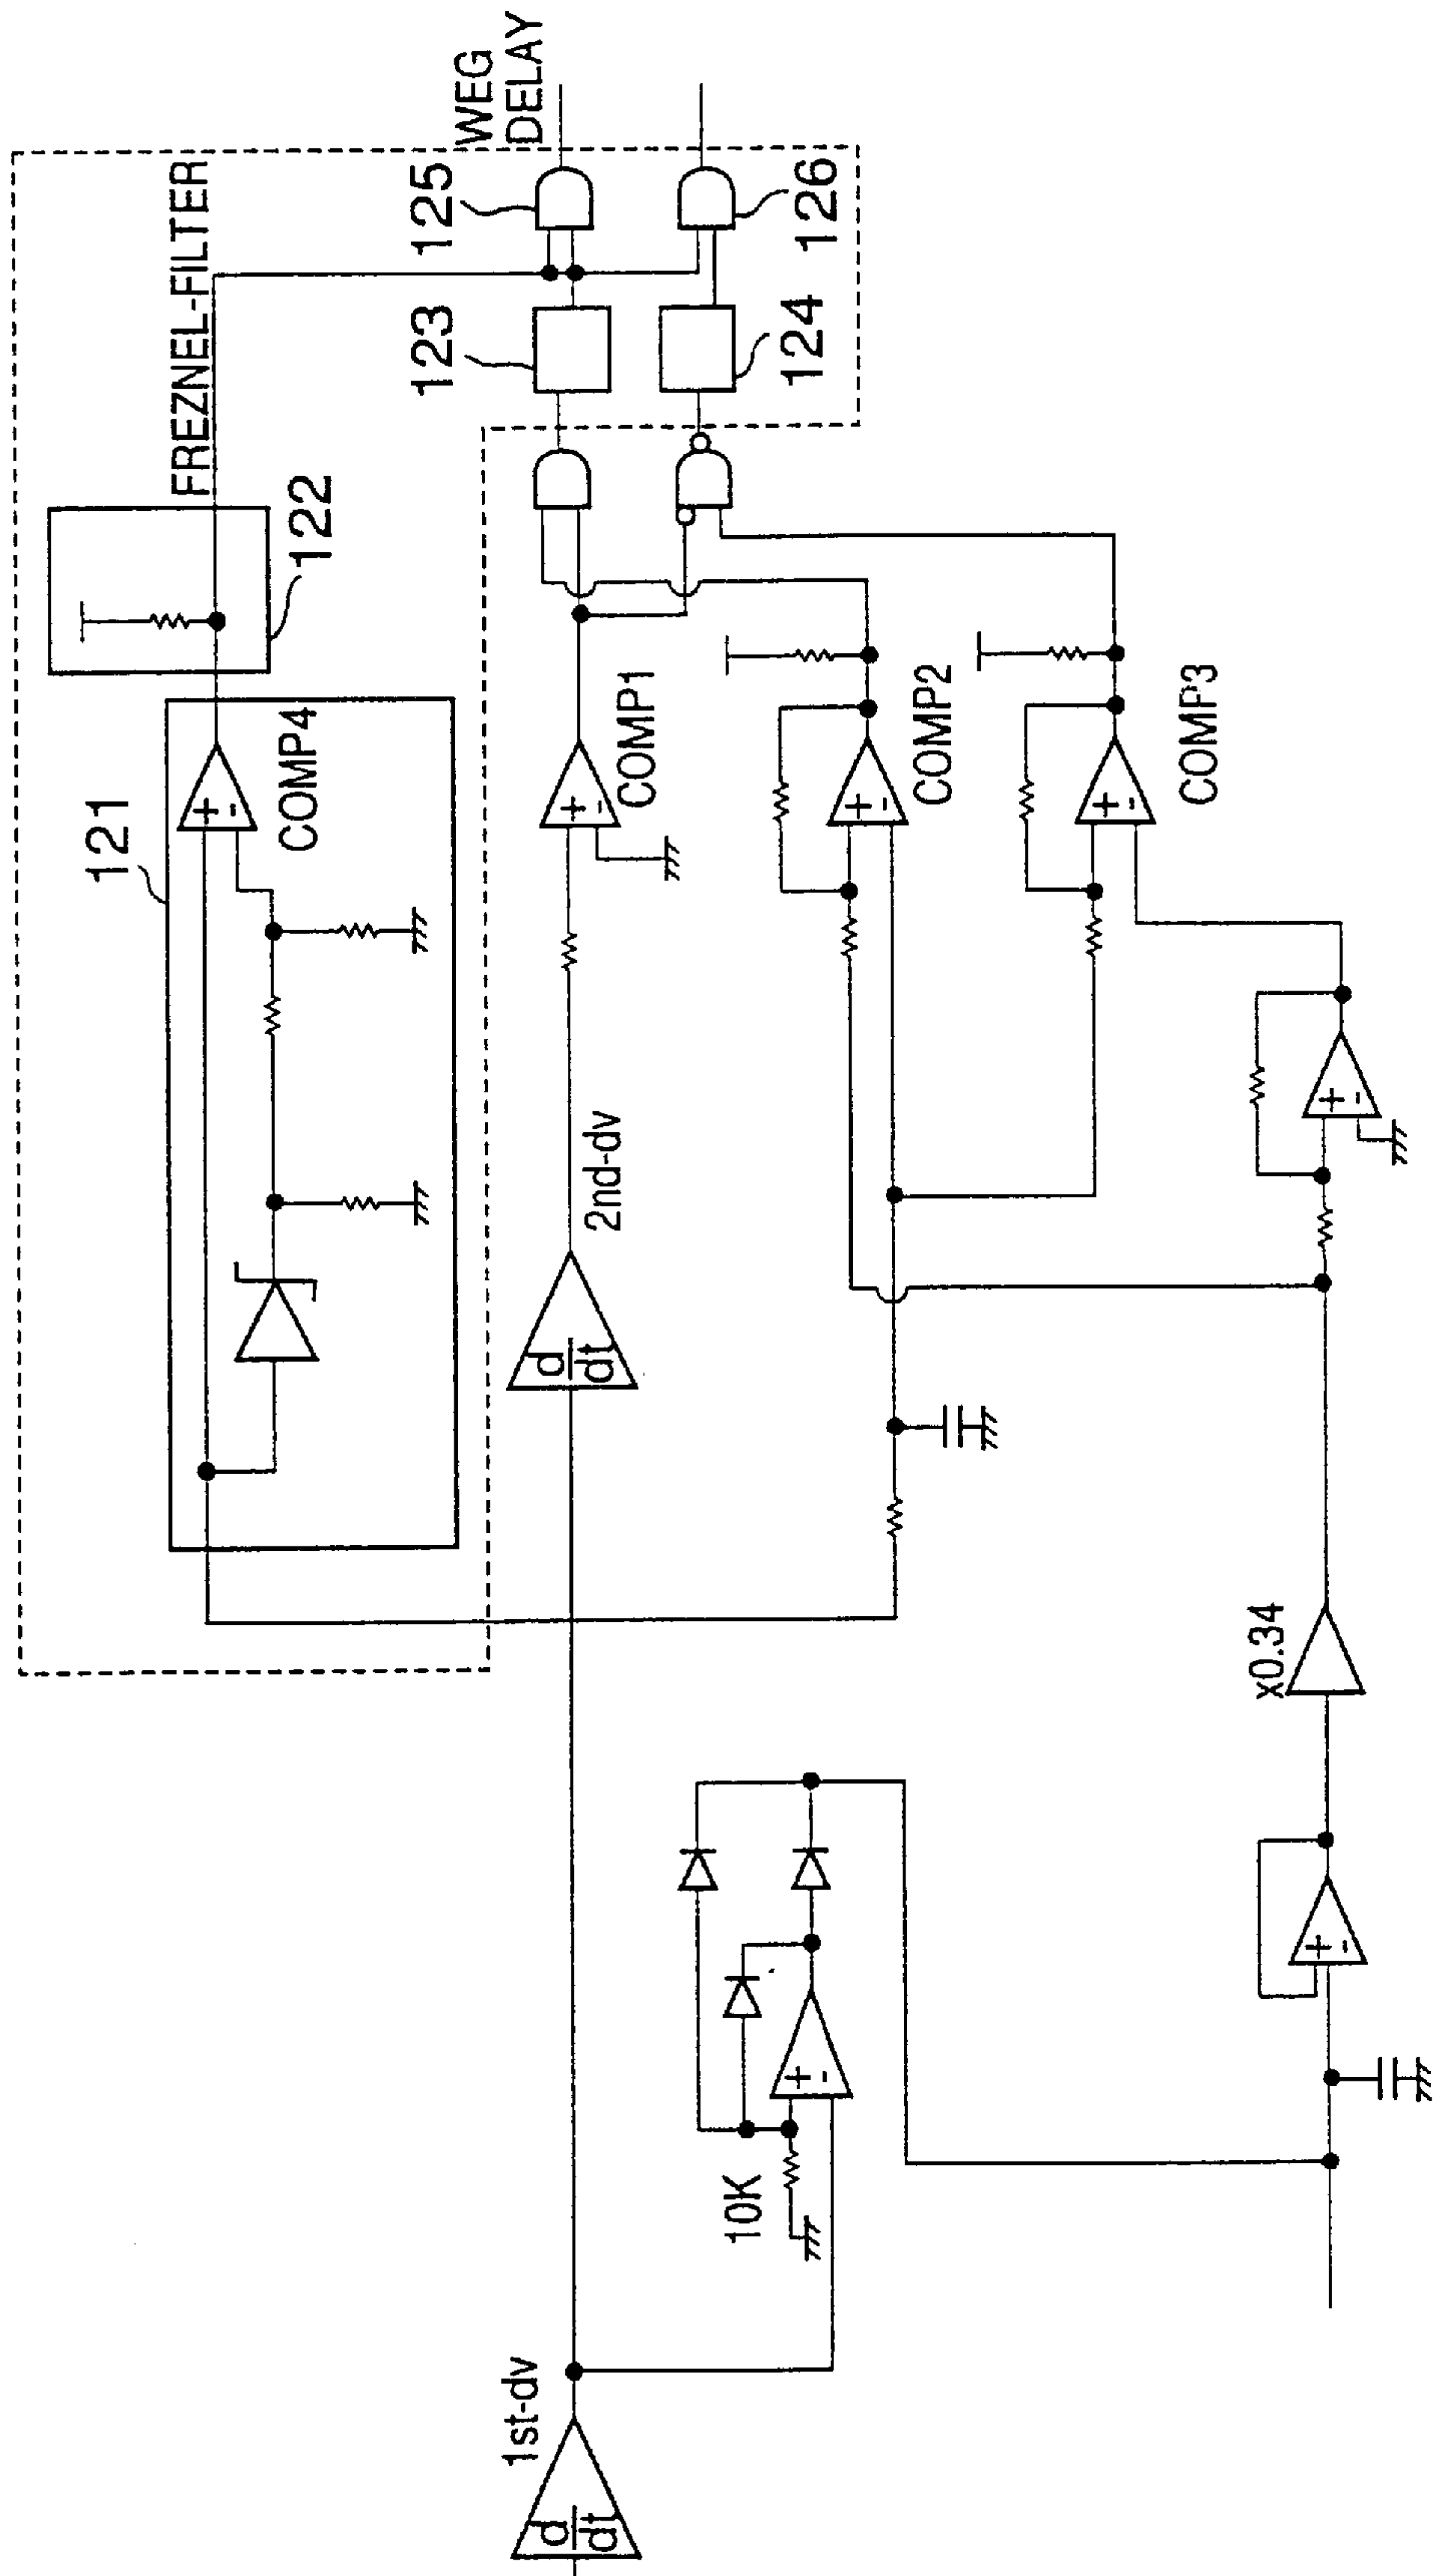 FREZNEL-FILTER
WEG
DELAY
121
122
123
124
125
126
+
-
COMP4
+
-
COMP1
+
-
COMP2
+
-
COMP3
1st-dv
d
dt
2nd-dv
d
dt
10K
+
-
+
-
x0.34
+
-